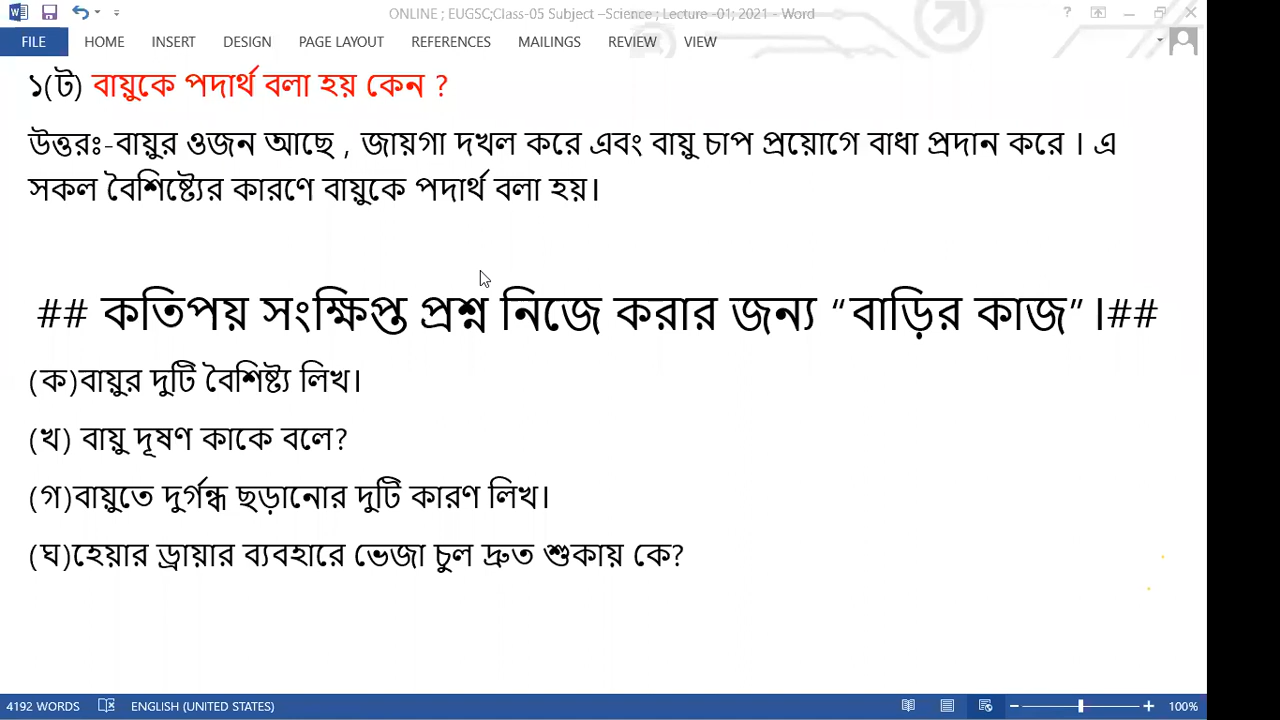 ONLINE ; EUGSC;Class-05 Subject –Science ; Lecture -01; 2021 - Word
FILE HOME INSERT DESIGN PAGE LAYOUT REFERENCES MAILINGS REVIEW VIEW
১(ট) বায়ুকে পদার্থ বলা হয় কেন ?
উত্তরঃ-বায়ুর ওজন আছে , জায়গা দখল করে এবং বায়ু চাপ প্রয়োগে বাধা প্রদান করে । এ
সকল বৈশিষ্ট্যের কারণে বায়ুকে পদার্থ বলা হয়।
## কতিপয় সংক্ষিপ্ত প্রশ্ন নিজে করার জন্য “বাড়ির কাজ” ।##
(ক)বায়ুর দুটি বৈশিষ্ট্য লিখ।
(খ) বায়ু দূষণ কাকে বলে?
(গ)বায়ুতে দুর্গন্ধ ছড়ানোর দুটি কারণ লিখ।
(ঘ)হেয়ার ড্রায়ার ব্যবহারে ভেজা চুল দ্রুত শুকায় কে?
4192 WORDS ENGLISH (UNITED STATES) 100%